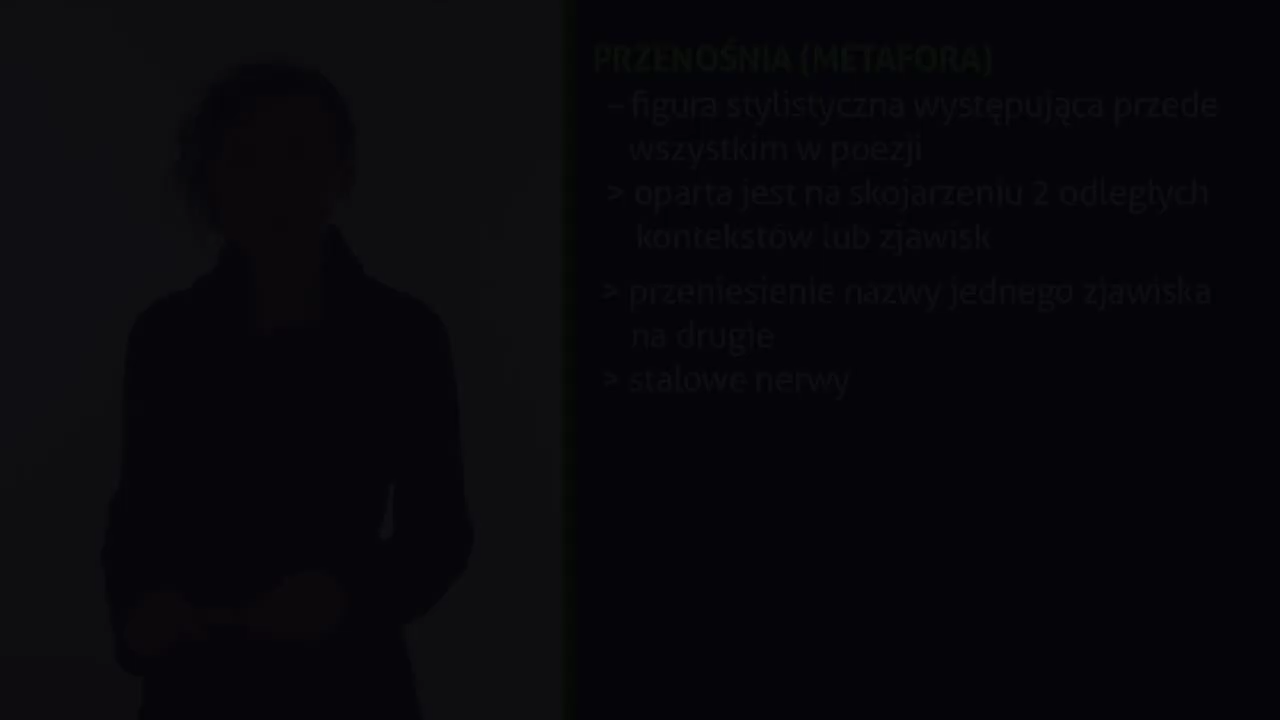 PRZENOŚNIA (METAFORA)
– figura stylistyczna występująca przede
wszystkim w poezji
> oparta jest na skojarzeniu 2 odległych
kontekstów lub zjawisk
> przeniesienie nazwy jednego zjawiska
na drugie
> stalowe nerwy